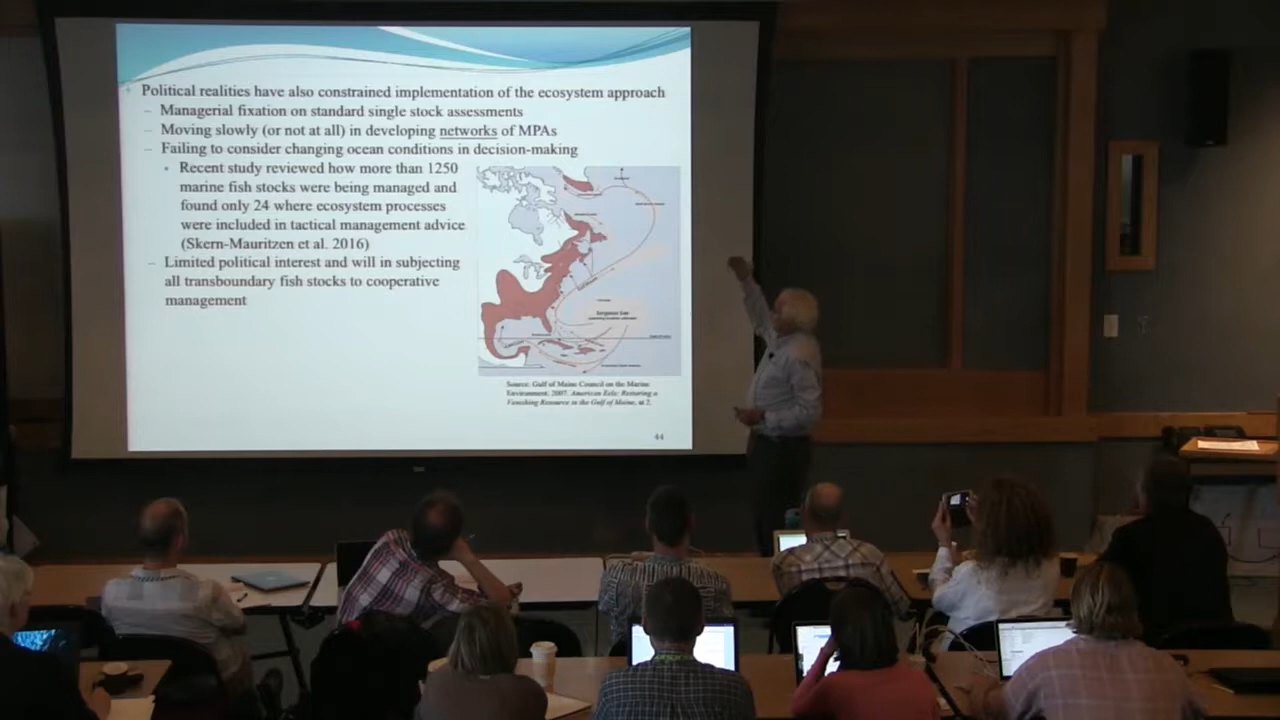 Political realities have also constrained implementation of the ecosystem approach
– Managerial fixation on standard single stock assessments
– Moving slowly (or not at all) in developing networks of MPAs
– Failing to consider changing ocean conditions in decision-making
• Recent study reviewed how more than 1250
marine fish stocks were being managed and
found only 24 where ecosystem processes
were included in tactical management advice
(Skern-Mauritzen et al. 2016)
– Limited political interest and will in subjecting
all transboundary fish stocks to cooperative
management
Sargasso Sea
Source: Gulf of Maine Council on the Marine
Environment, 2007. American Eels: Restoring a
Vanishing Resource in the Gulf of Maine, at 2.
44